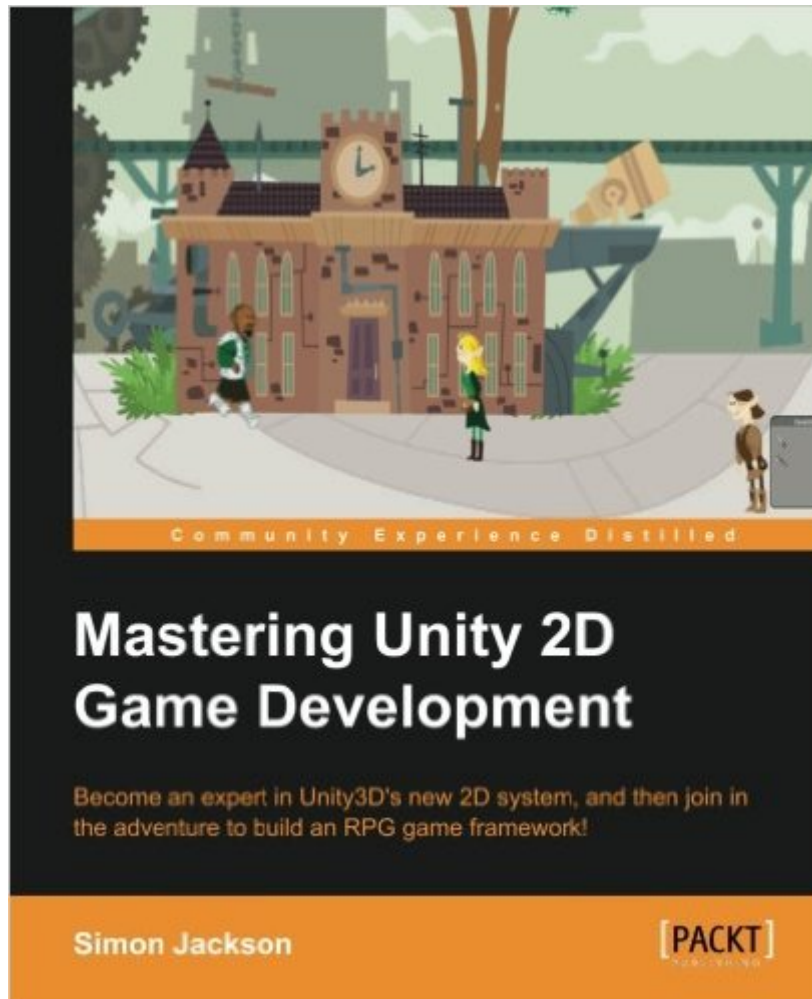 Community Experience Distilled
Mastering Unity 2D
Game Development
Become an expert in Unity3D's new 2D system, and then join in
the adventure to build an RPG game framework!
Simon Jackson
[PACKT]
PUBLISHING